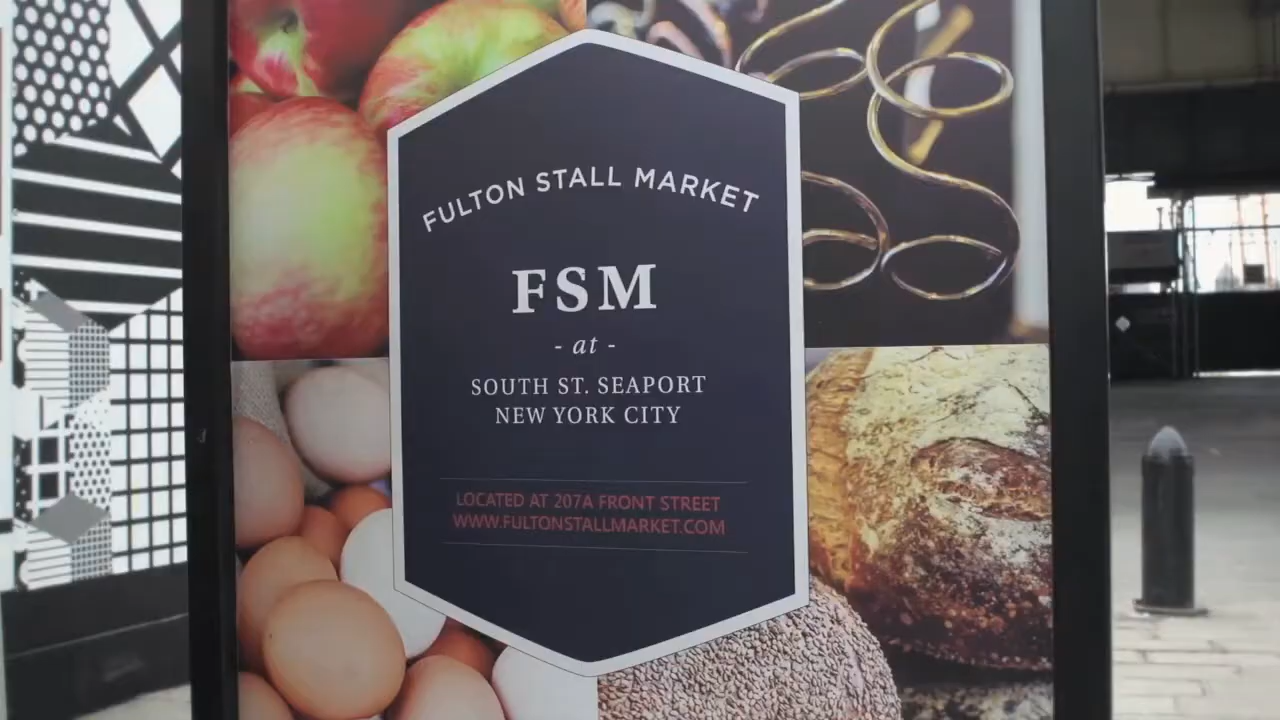 FULTON STALL MARKET
FSM
- at -
SOUTH ST. SEAPORT
NEW YORK CITY
LOCATED AT 207A FRONT STREET
WWW.FULTONSTALLMARKET.COM